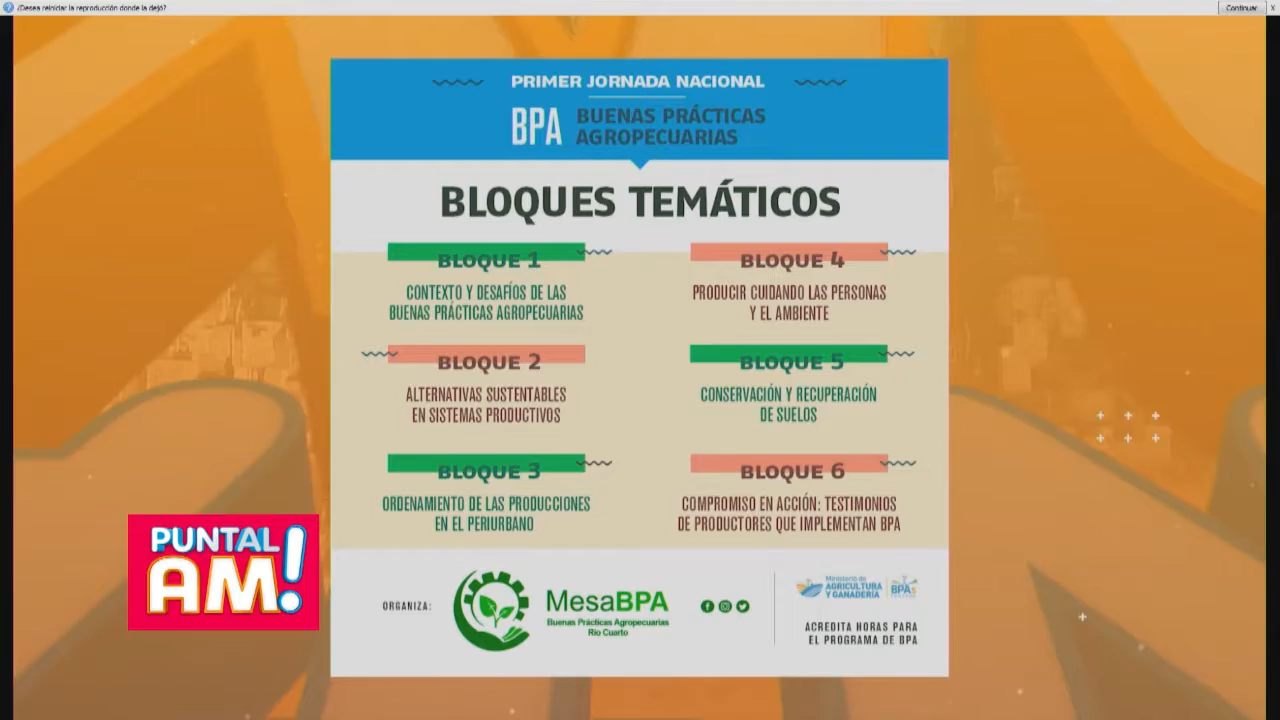 ¿Desea reiniciar la reproducción donde la dejó?
Continuar
X
PRIMER JORNADA NACIONAL
BPA
BUENAS PRÁCTICAS
AGROPECUARIAS
BLOQUES TEMÁTICOS
BLOQUE 1
CONTEXTO Y DESAFÍOS DE LAS
BUENAS PRÁCTICAS AGROPECUARIAS
BLOQUE 2
ALTERNATIVAS SUSTENTABLES
EN SISTEMAS PRODUCTIVOS
BLOQUE 3
ORDENAMIENTO DE LAS PRODUCCIONES
EN EL PERIURBANO
BLOQUE 4
PRODUCIR CUIDANDO LAS PERSONAS
Y EL AMBIENTE
BLOQUE 5
CONSERVACIÓN Y RECUPERACIÓN
DE SUELOS
BLOQUE 6
COMPROMISO EN ACCIÓN: TESTIMONIOS
DE PRODUCTORES QUE IMPLEMENTAN BPA
PUNTAL
AM!
ORGANIZA:
MesaBPA
Buenas Prácticas Agropecuarias
Río Cuarto
Ministerio de
AGRICULTURA
Y GANADERÍA
BPAs
ACREDITA HORAS PARA
EL PROGRAMA DE BPA